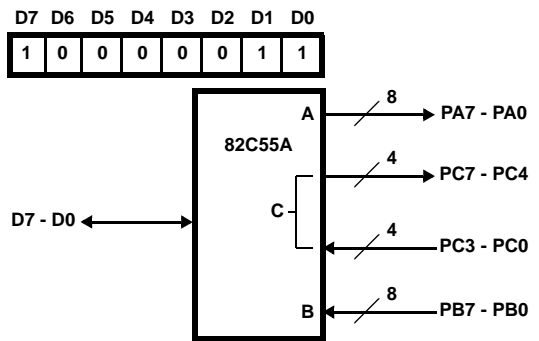 D7 D6 D5 D4 D3 D2 D1 D0
1 0 0 0 0 0 1 1
A 8 PA7 - PA0
82C55A
4 PC7 - PC4
C
D7 - D0
4 PC3 - PC0
B 8 PB7 - PB0